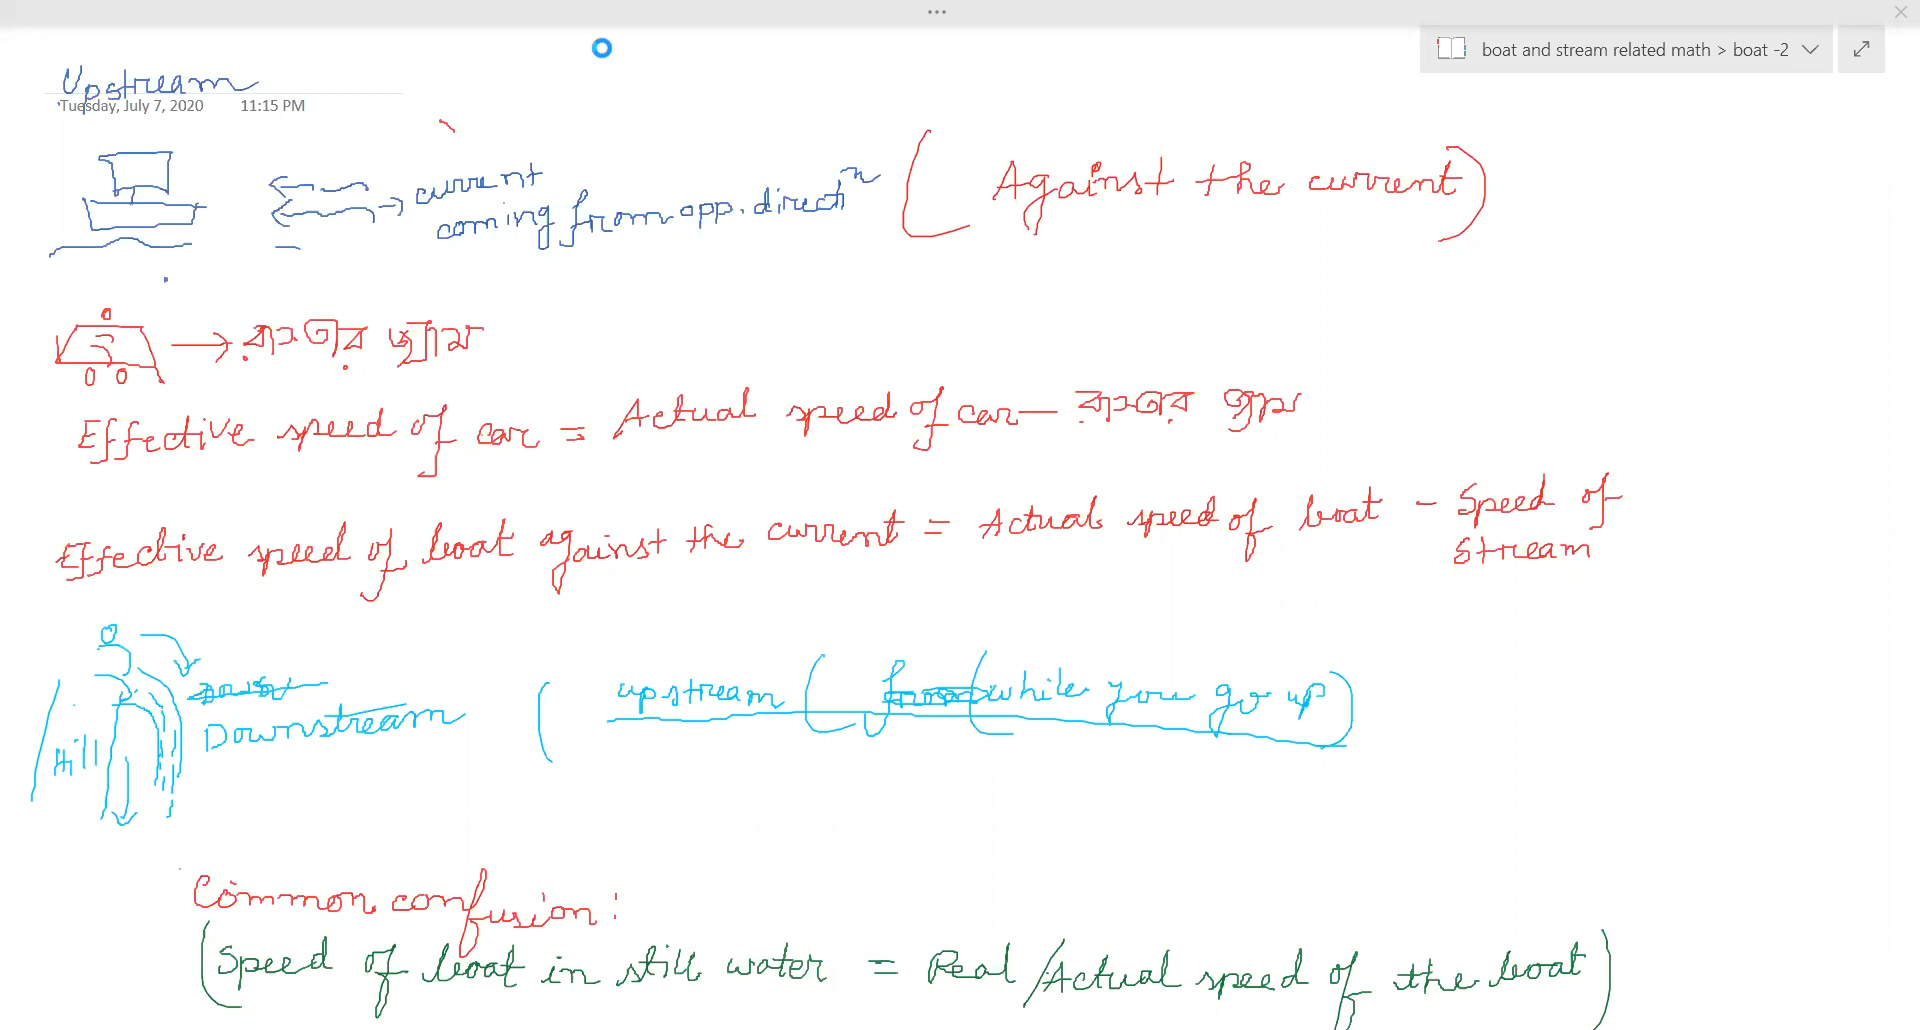 boat and stream related math > boat -2
Upstream
Tuesday, July 7, 2020 11:15 PM
current
coming from opp. directⁿ
(Against the current)
রাস্তার জ্যাম
Effective speed of car = Actual speed of car — রাস্তার জ্যাম
Effective speed of boat against the current = Actual speed of boat - Speed of
Stream
Downstream (upstream (while you go up)
Hill
Common confusion:
(Speed of boat in still water = Real/Actual speed of the boat)